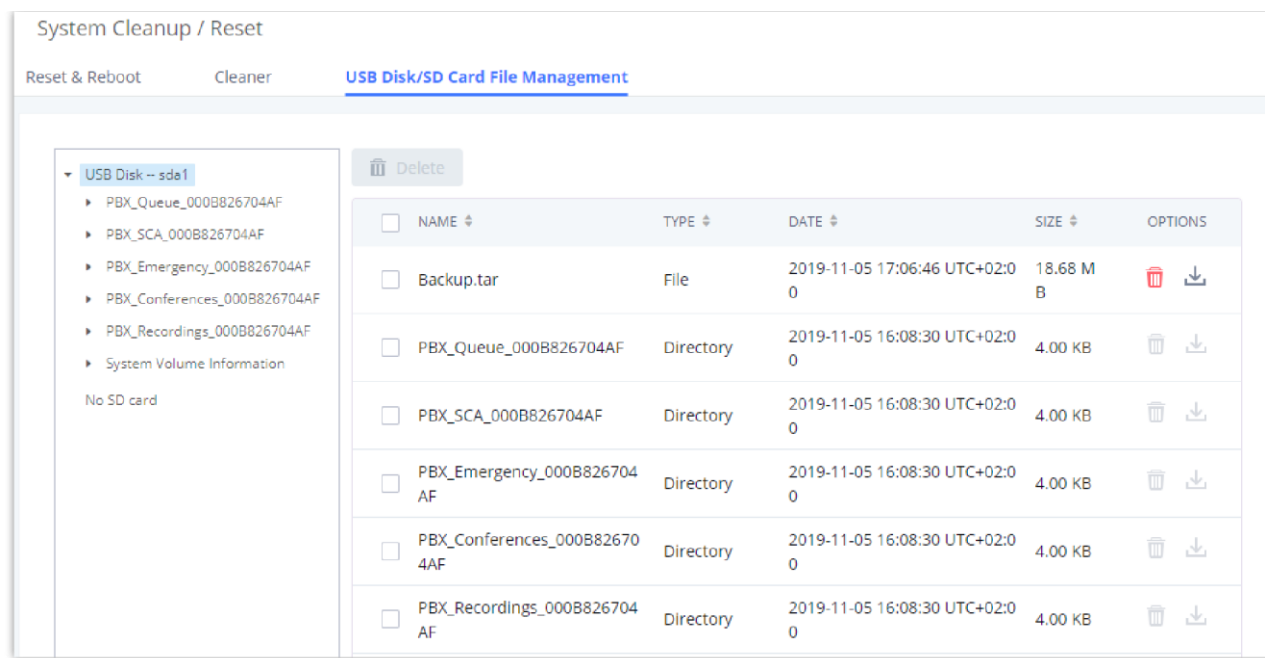 System Cleanup / Reset
Reset & Reboot Cleaner USB Disk/SD Card File Management
USB Disk -- sda1
PBX_Queue_000B826704AF
PBX_SCA_000B826704AF
PBX_Emergency_000B826704AF
PBX_Conferences_000B826704AF
PBX_Recordings_000B826704AF
System Volume Information
No SD card
Delete
NAME TYPE DATE SIZE OPTIONS
Backup.tar File 2019-11-05 17:06:46 UTC+02:0 18.68 M
0 B
PBX_Queue_000B826704AF Directory 2019-11-05 16:08:30 UTC+02:0 4.00 KB
0
PBX_SCA_000B826704AF Directory 2019-11-05 16:08:30 UTC+02:0 4.00 KB
0
PBX_Emergency_000B826704 Directory 2019-11-05 16:08:30 UTC+02:0 4.00 KB
AF 0
PBX_Conferences_000B82670 Directory 2019-11-05 16:08:30 UTC+02:0 4.00 KB
4AF 0
PBX_Recordings_000B826704 Directory 2019-11-05 16:08:30 UTC+02:0 4.00 KB
AF 0